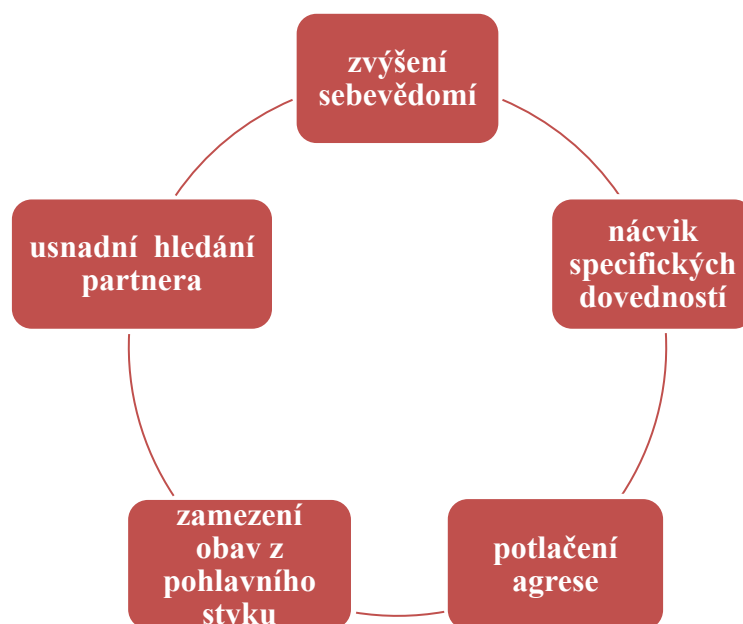 zvýšení
sebevědomí
nácvik
specifických
dovedností
potlačení
agrese
zamezení
obav z
pohlavního
styku
usnadní hledání
partnera